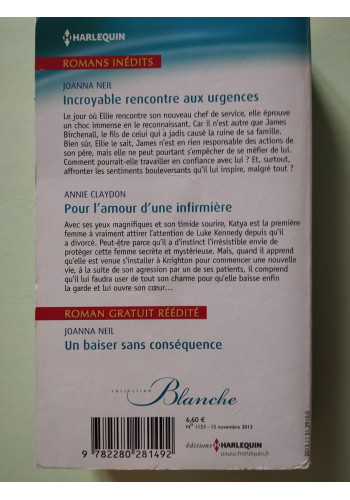 HARLEQUIN
ROMANS INÉDITS
JOANNA NEIL
Incroyable rencontre aux urgences
Le jour où Ellie rencontre son nouveau chef de service, elle éprouve
un choc immense en le reconnaissant. Car il n'est autre que James
Birchenall, le fils de celui qui a jadis causé la ruine de sa famille.
Bien sûr, Ellie le sait, James n'est en rien responsable des actions de
son père, mais elle ne peut pourtant s'empêcher de se méfier de lui.
Comment pourrait-elle travailler en confiance avec lui ? Et, surtout,
affronter les sentiments bouleversants qu'il lui inspire, malgré tout ?
ANNIE CLAYDON
Pour l'amour d'une infirmière
Avec ses yeux magnifiques et son timide sourire, Katya est la première
femme à vraiment attirer l'attention de Luke Kennedy depuis qu'il
a divorcé. Peut-être parce qu'il a d'instinct l'irrésistible envie de
protéger cette femme secrète et mystérieuse. Mais, quand il apprend
qu'elle est venue s'installer à Knighton pour commencer une nouvelle
vie, à la suite de son agression par un de ses patients, il comprend
qu'il lui faudra user de tout son charme pour qu'elle baisse enfin
la garde et lui ouvre son cœur...
ROMAN GRATUIT RÉÉDITÉ
JOANNA NEIL
Un baiser sans conséquence
COLLECTION
Blanche
6,60 €
N° 1153 - 15 novembre 2013
9 782280 281492
éditions HARLEQUIN
www.harlequin.fr